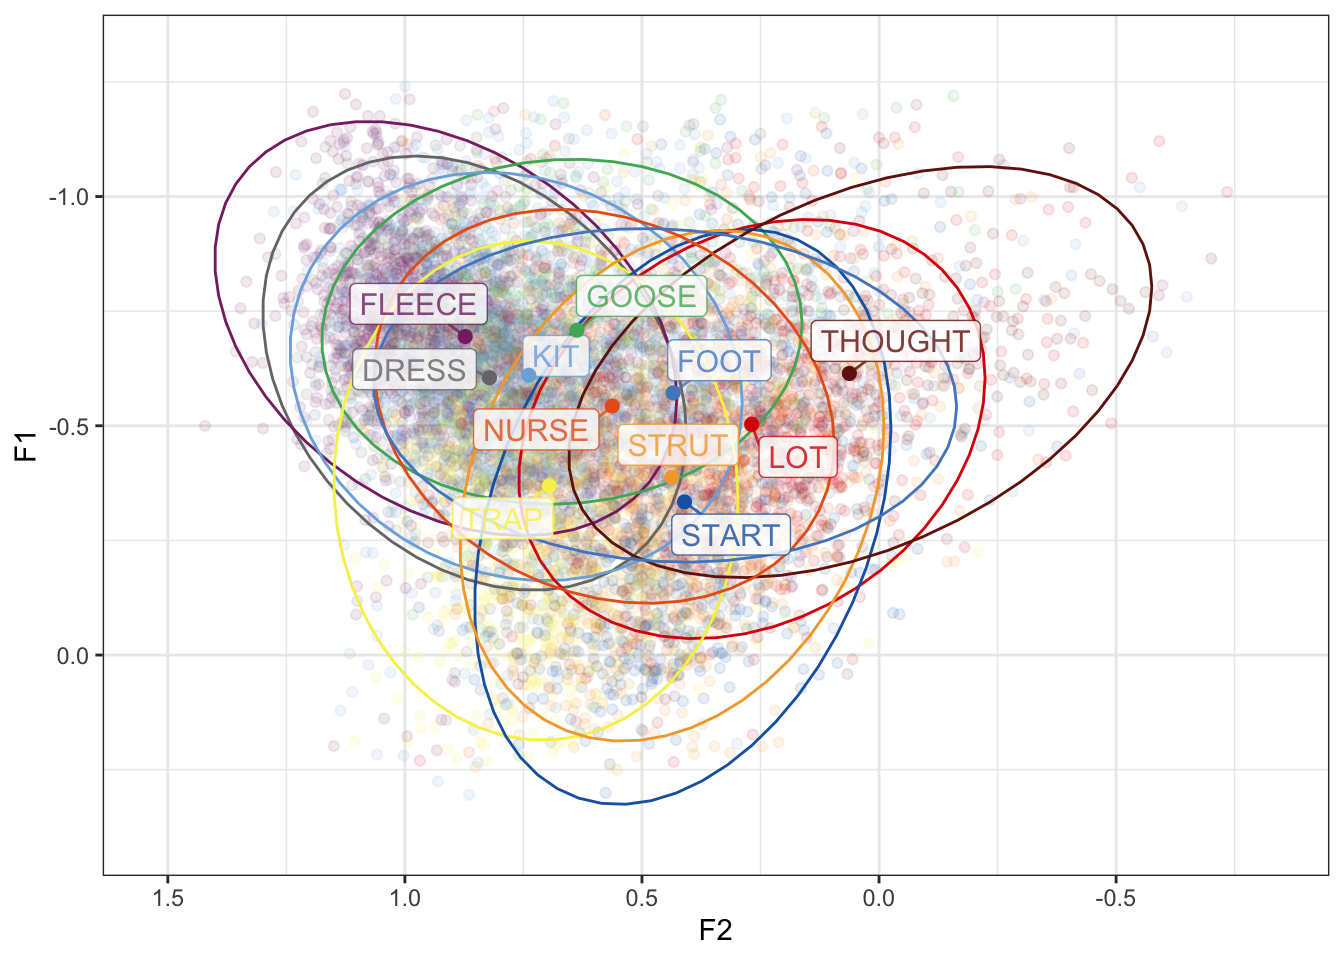 -1.0
GOOSE
FLEECE
THOUGHT
KIT
FOOT
DRESS
-0.5
NURSE
STRUT
LOT
TRAP
START
0.0
F1
1.5
1.0
0.5
0.0
-0.5
F2